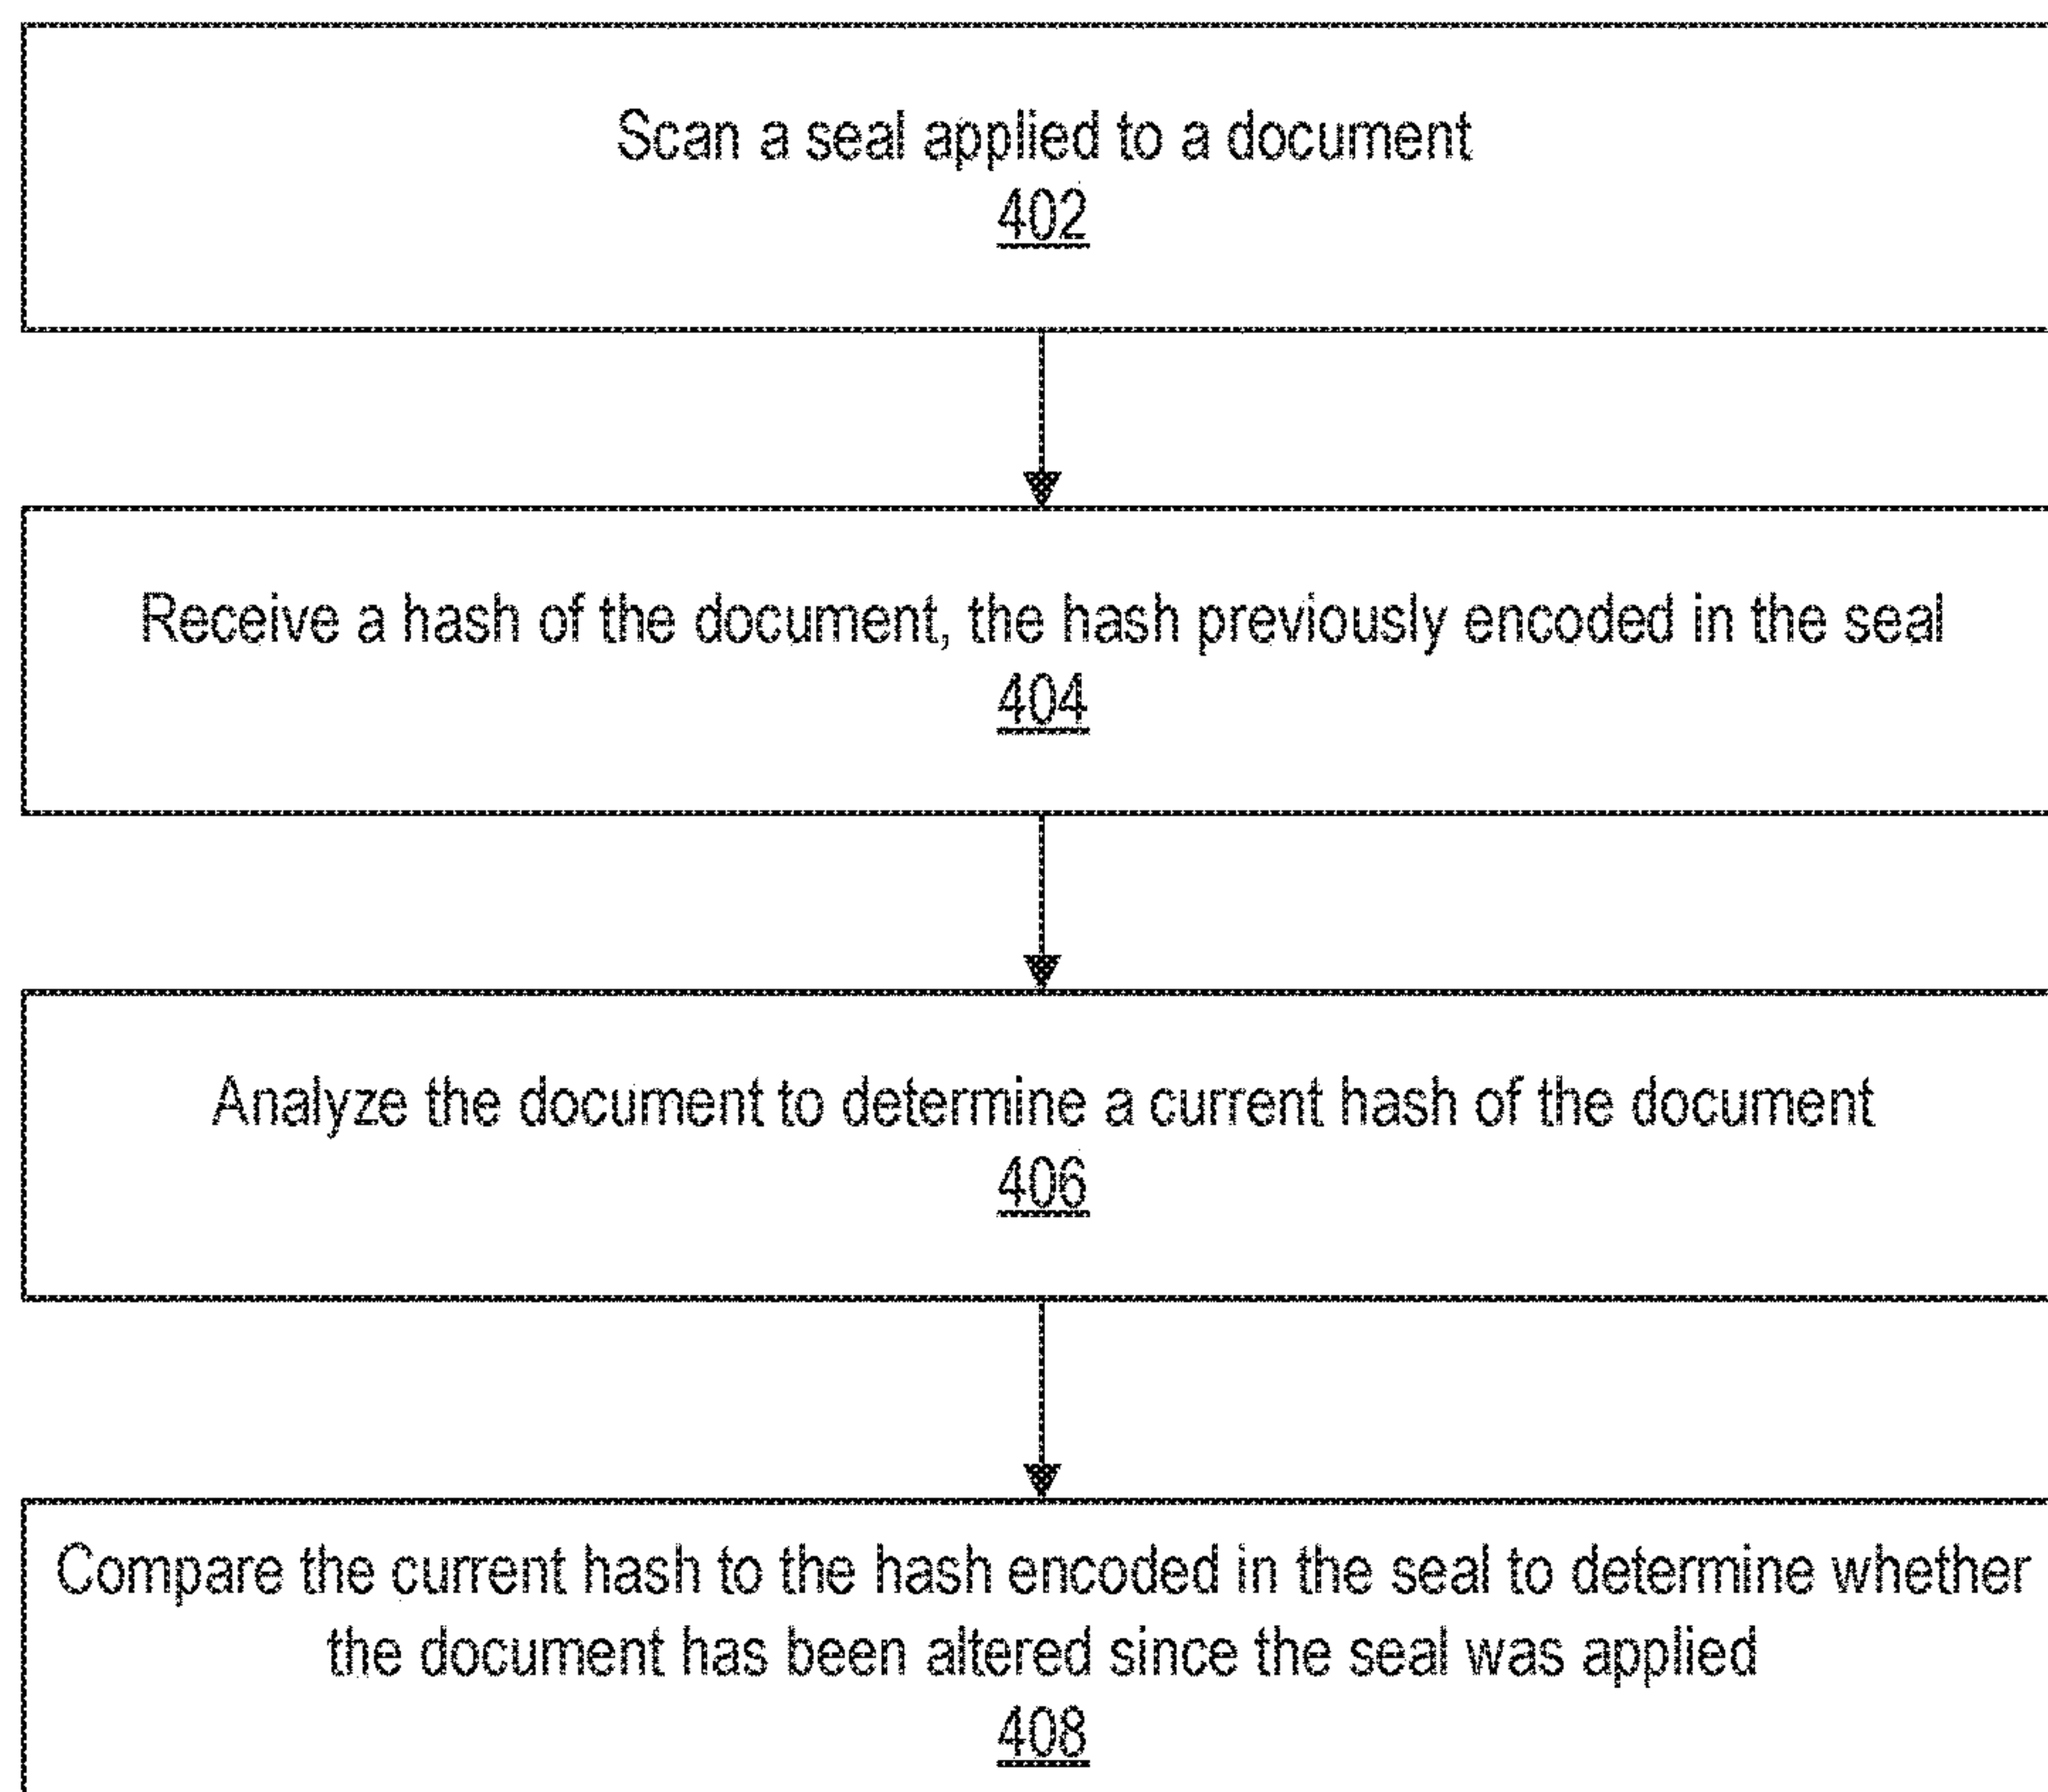 Scan a seal applied to a document
402
Receive a hash of the document, the hash previously encoded in the seal
404
Analyze the document to determine a current hash of the document
406
Compare the current hash to the hash encoded in the seal to determine whether
the document has been altered since the seal was applied
408